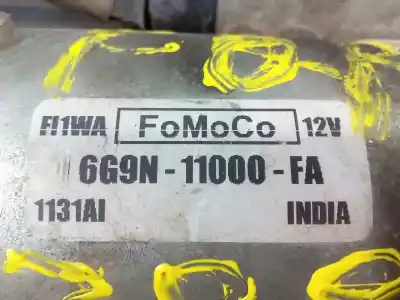 FI1WA FoMoCo 12V
6G9N - 11000 - FA
1131AI INDIA